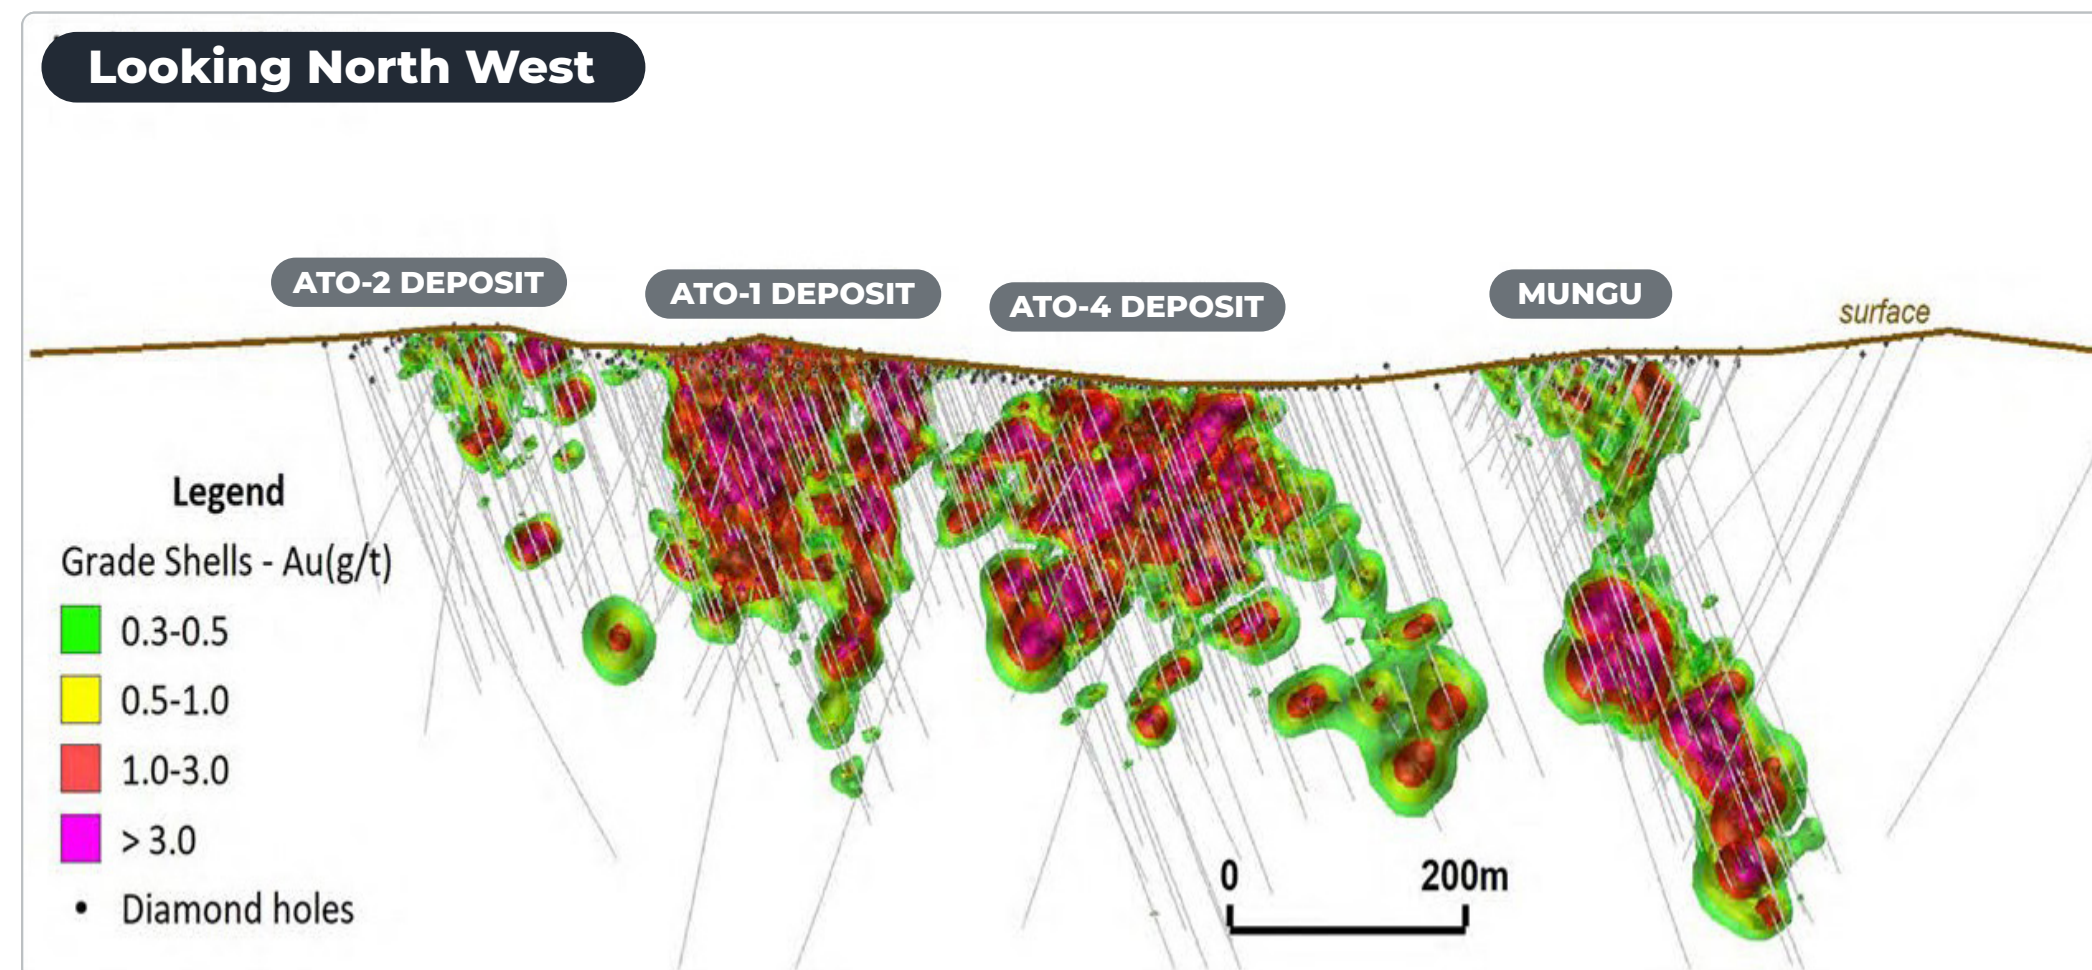 Looking North West
ATO-2 DEPOSIT
ATO-1 DEPOSIT
ATO-4 DEPOSIT
MUNGU
surface
Legend
Grade Shells - Au(g/t)
0.3-0.5
0.5-1.0
1.0-3.0
> 3.0
• Diamond holes
0 200m